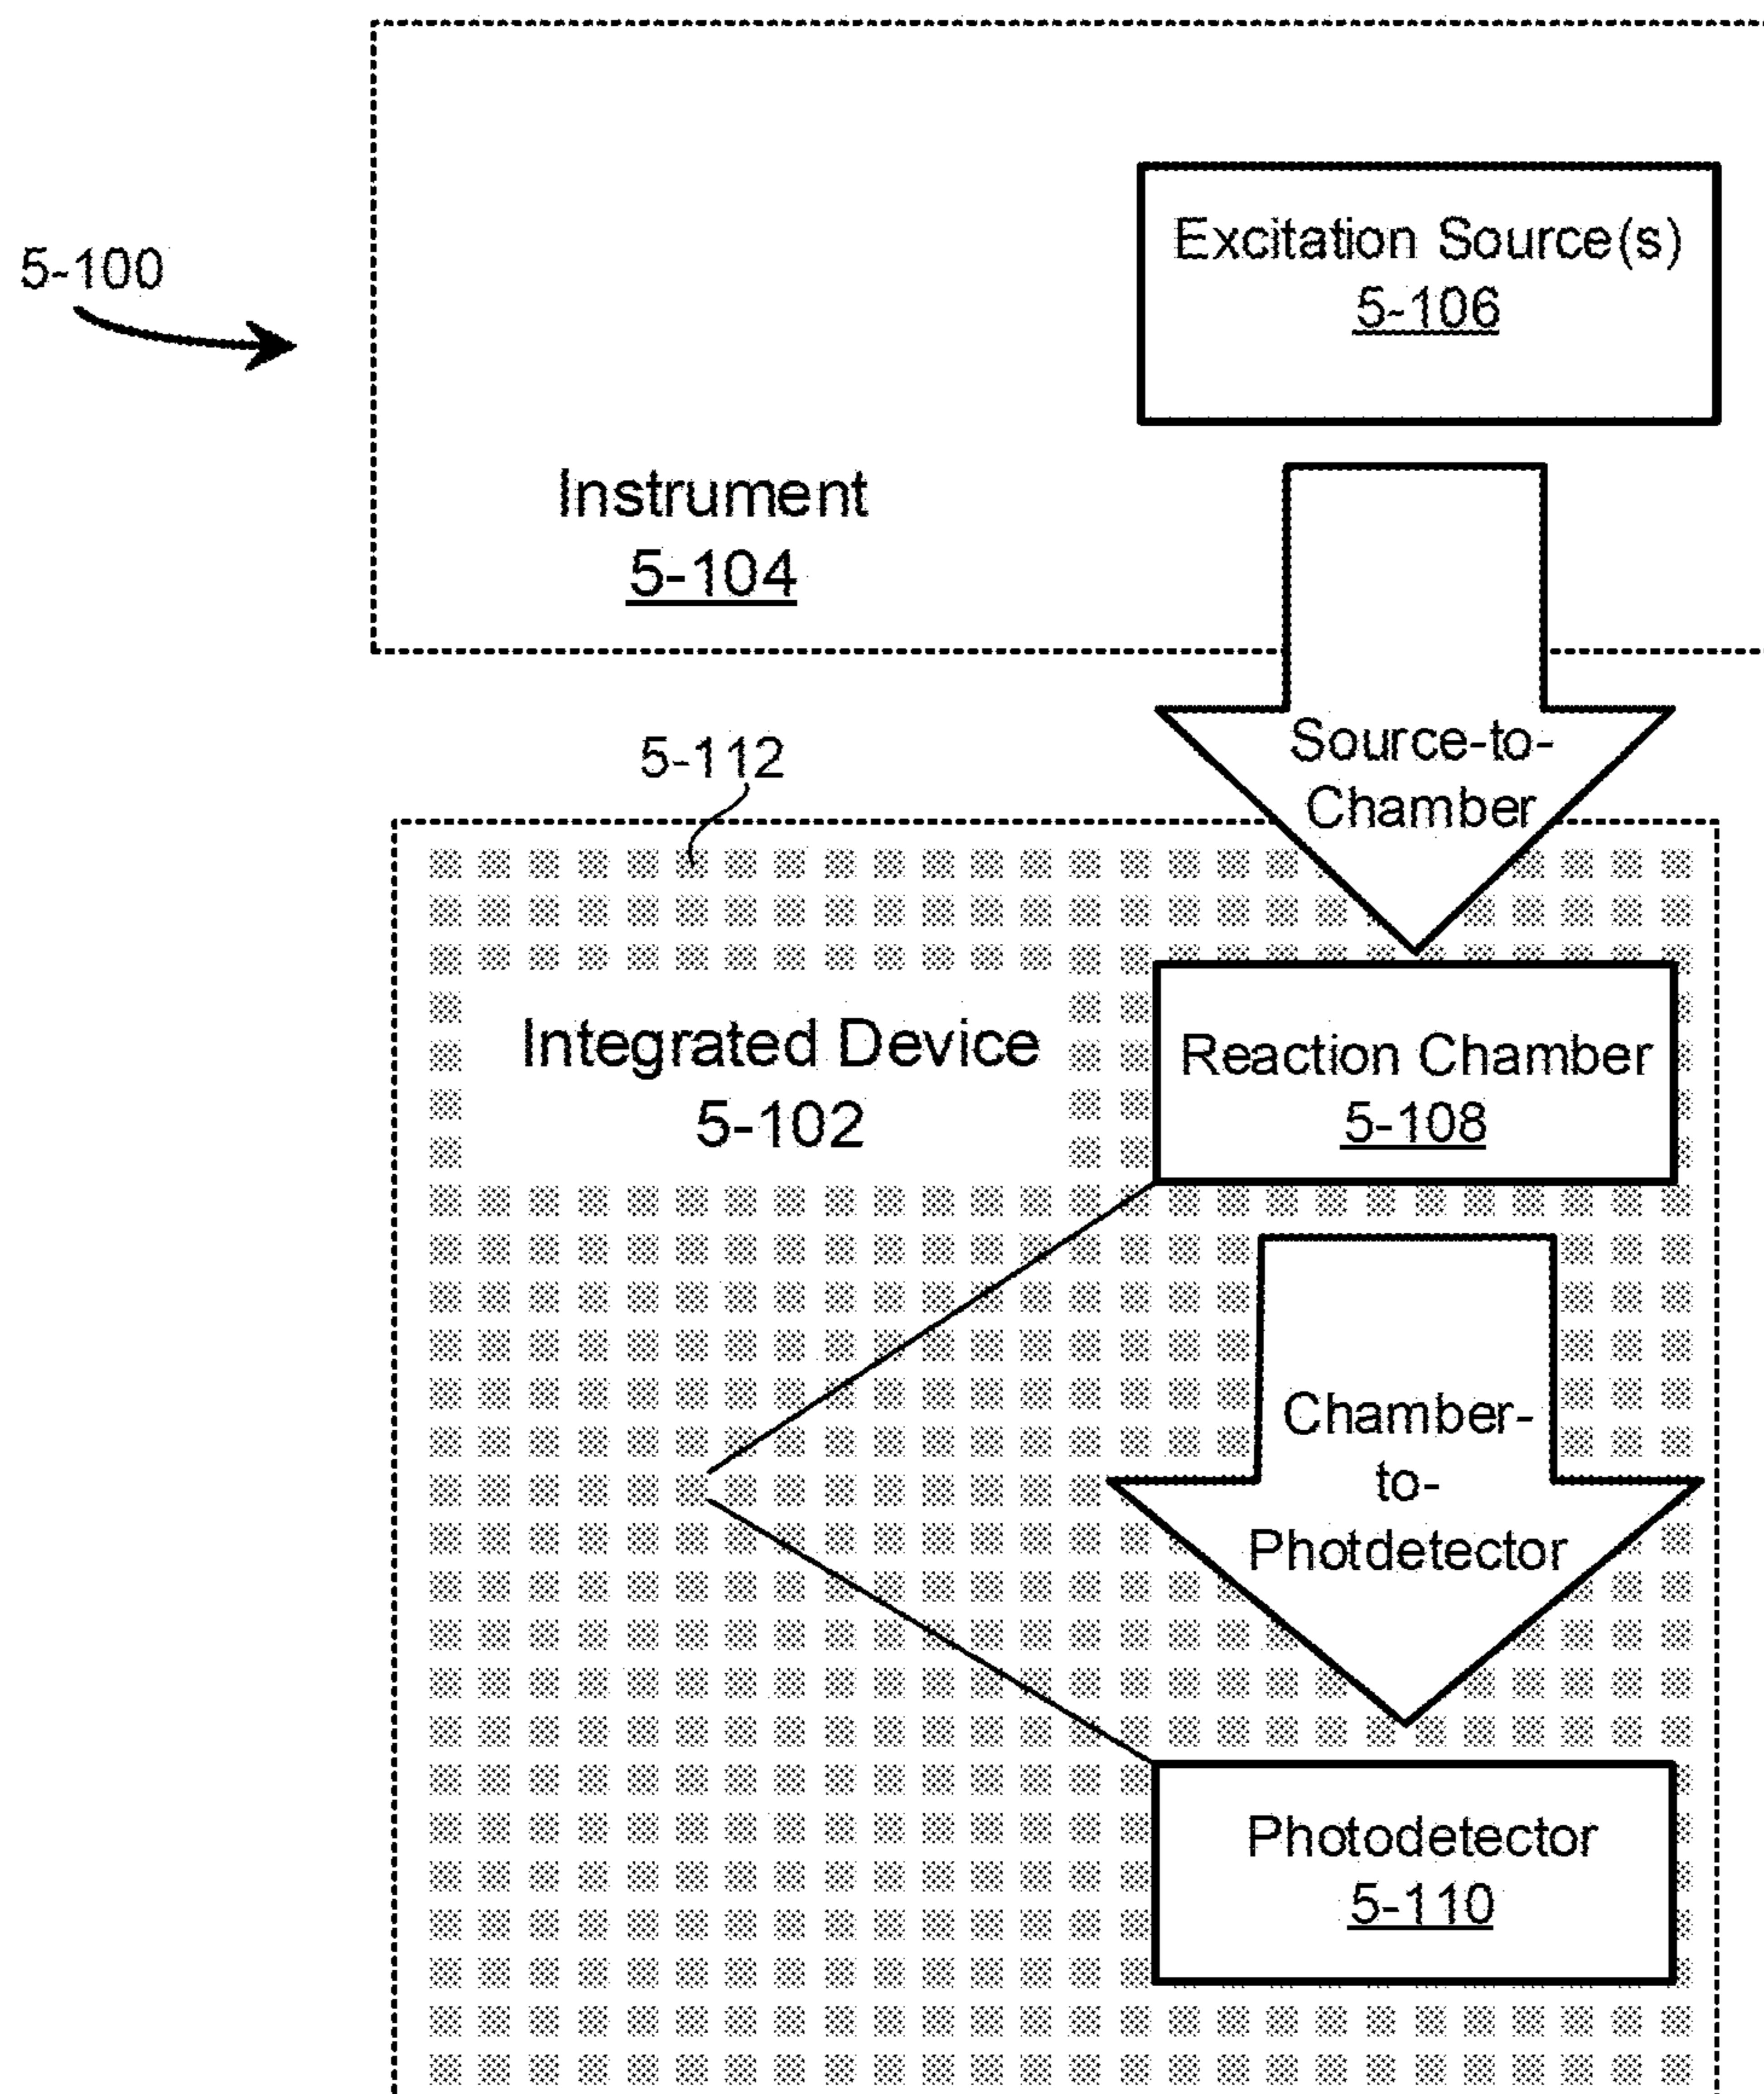 5-100
Excitation Source(s)
5-106
Instrument
5-104
Source-to-
Chamber
5-112
Integrated Device
5-102
Reaction Chamber
5-108
Chamber-
to-
Photdetector
Photodetector
5-110